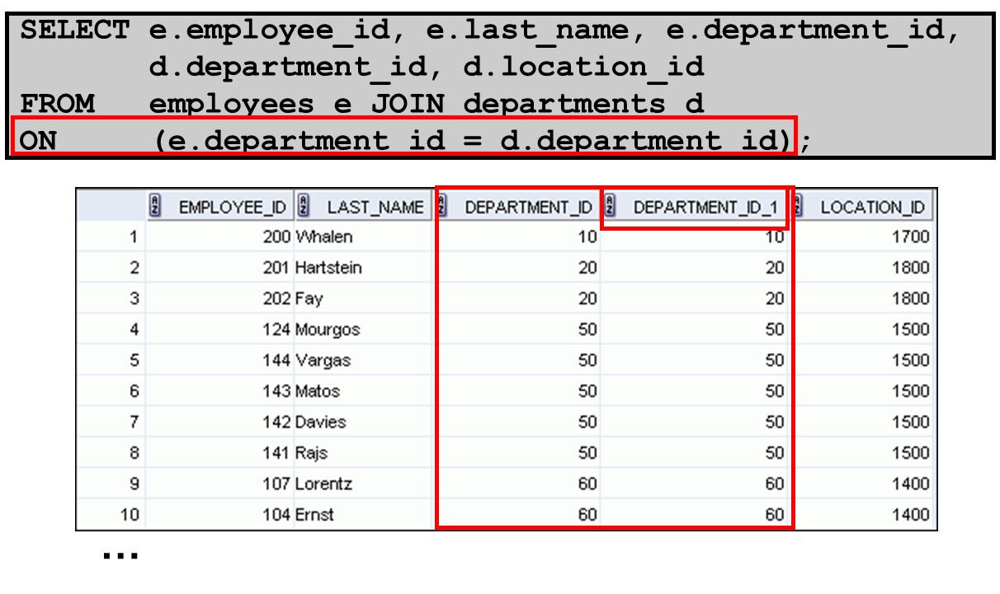 SELECT e.employee_id, e.last_name, e.department_id,
d.department_id, d.location_id
FROM employees e JOIN departments d
ON (e.department_id = d.department_id);
EMPLOYEE_ID LAST_NAME DEPARTMENT_ID DEPARTMENT_ID_1 LOCATION_ID
1 200 Whalen 10 10 1700
2 201 Hartstein 20 20 1800
3 202 Fay 20 20 1800
4 124 Mourgos 50 50 1500
5 144 Vargas 50 50 1500
6 143 Matos 50 50 1500
7 142 Davies 50 50 1500
8 141 Rajs 50 50 1500
9 107 Lorentz 60 60 1400
10 104 Ernst 60 60 1400
...